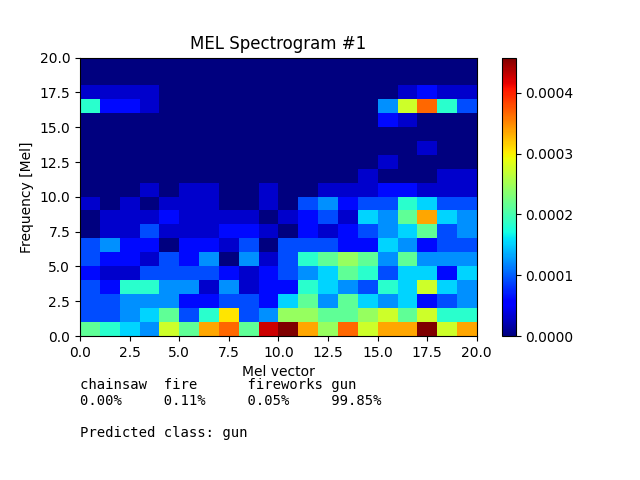 MEL Spectrogram #1
Frequency [Mel]
20.0
17.5
15.0
12.5
10.0
7.5
5.0
2.5
0.0
0.0 2.5 5.0 7.5 10.0 12.5 15.0 17.5 20.0
Mel vector
0.0004
0.0003
0.0002
0.0001
0.0000
chainsaw fire fireworks gun
0.00% 0.11% 0.05% 99.85%
Predicted class: gun